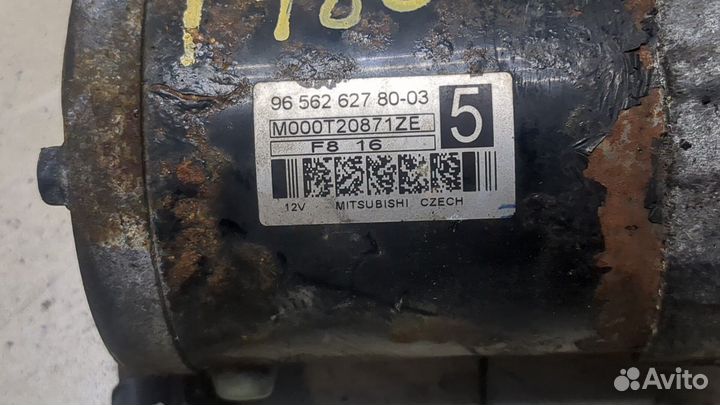 96 562 627 80-03
M000T20871ZE
5
F8 16
12V MITSUBISHI CZECH
Avito